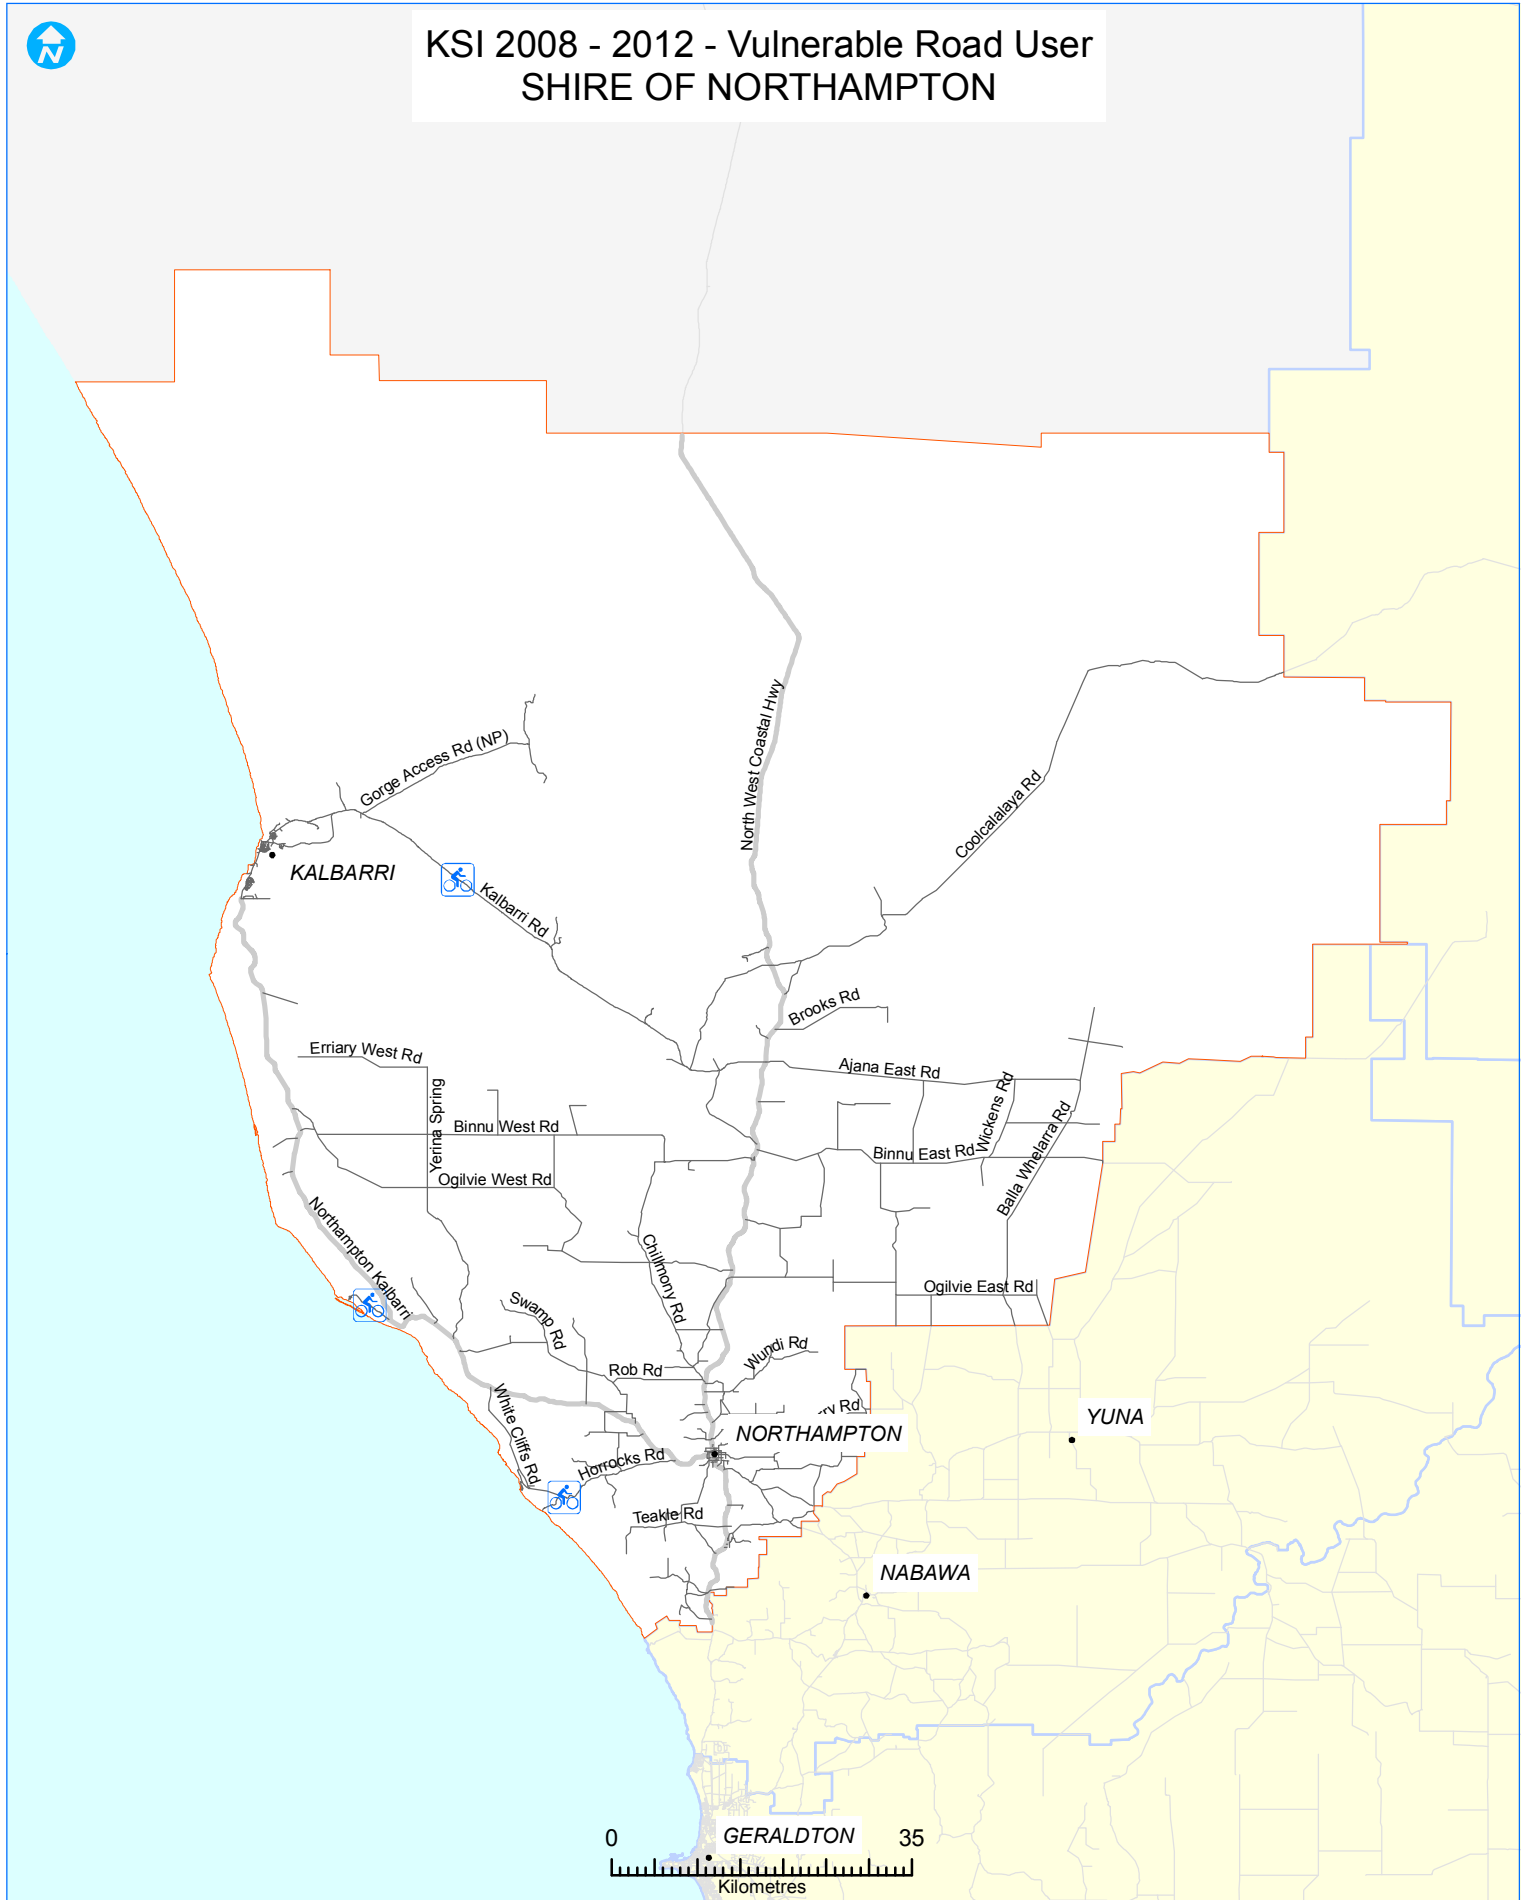 N
KSI 2008 - 2012 - Vulnerable Road User
SHIRE OF NORTHAMPTON
North West Coastal Hwy
Gorge Access Rd (NP)
Coolcalalaya Rd
KALBARRI
Kalbarri Rd
Brooks Rd
Erriary West Rd
Ajana East Rd
Yerina Spring
Wickens Rd
Binnu West Rd
Balla Whelarra Rd
Binnu East Rd
Ogilvie West Rd
Northampton Kalbarri
Chillmony Rd
Ogilvie East Rd
Swamp Rd
Wundi Rd
Rob Rd
White Cliffs Rd
ry Rd
YUNA
NORTHAMPTON
Horrocks Rd
Teakle Rd
NABAWA
GERALDTON
0 35
Kilometres